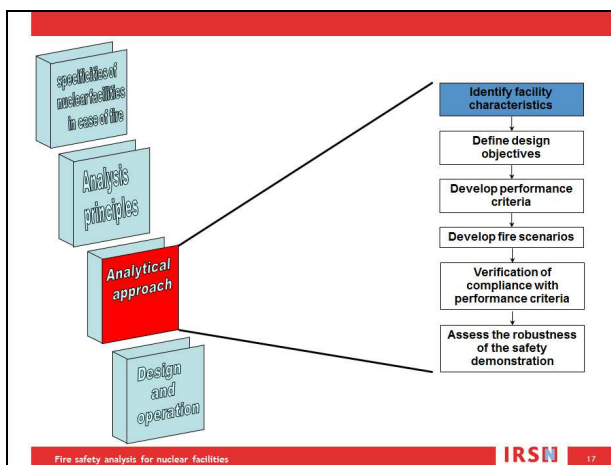 specificities of
nuclear facilities
in case of fire
Analysis
principles
Analytical
approach
Design
and
operation
Identify facility
characteristics
Define design
objectives
Develop performance
criteria
Develop fire scenarios
Verification of
compliance with
performance criteria
Assess the robustness
of the safety
demonstration
Fire safety analysis for nuclear facilities
IRSN
17